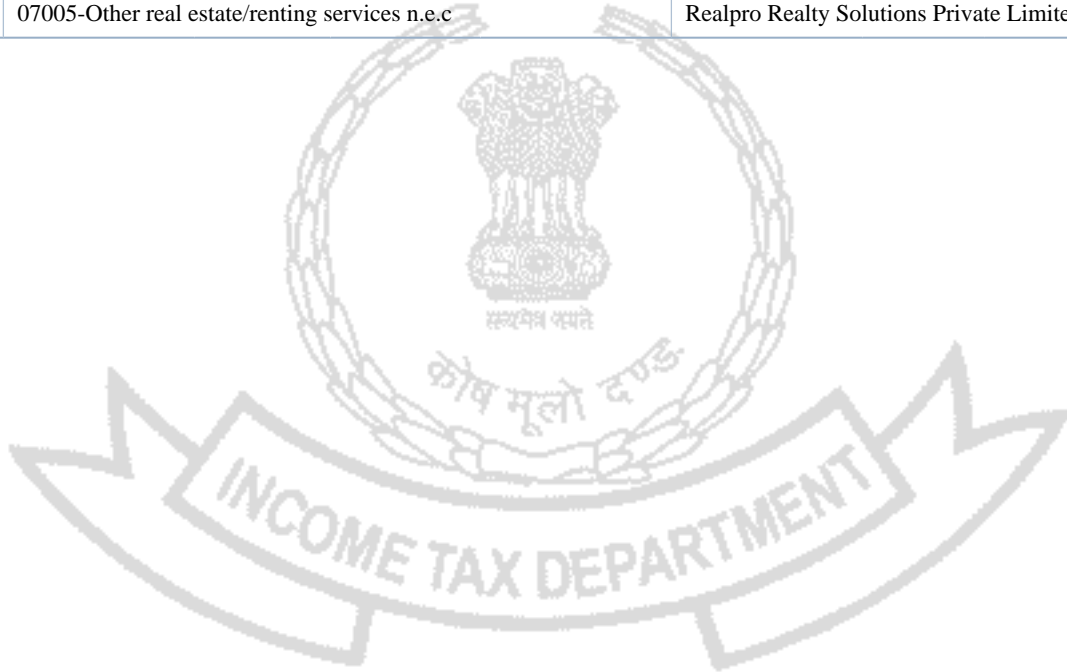 07005-Other real estate/renting services n.e.c
Realpro Realty Solutions Private Limite
सत्यमेव जयते
कोष मूलो दण्ड
INCOME TAX DEPARTMENT